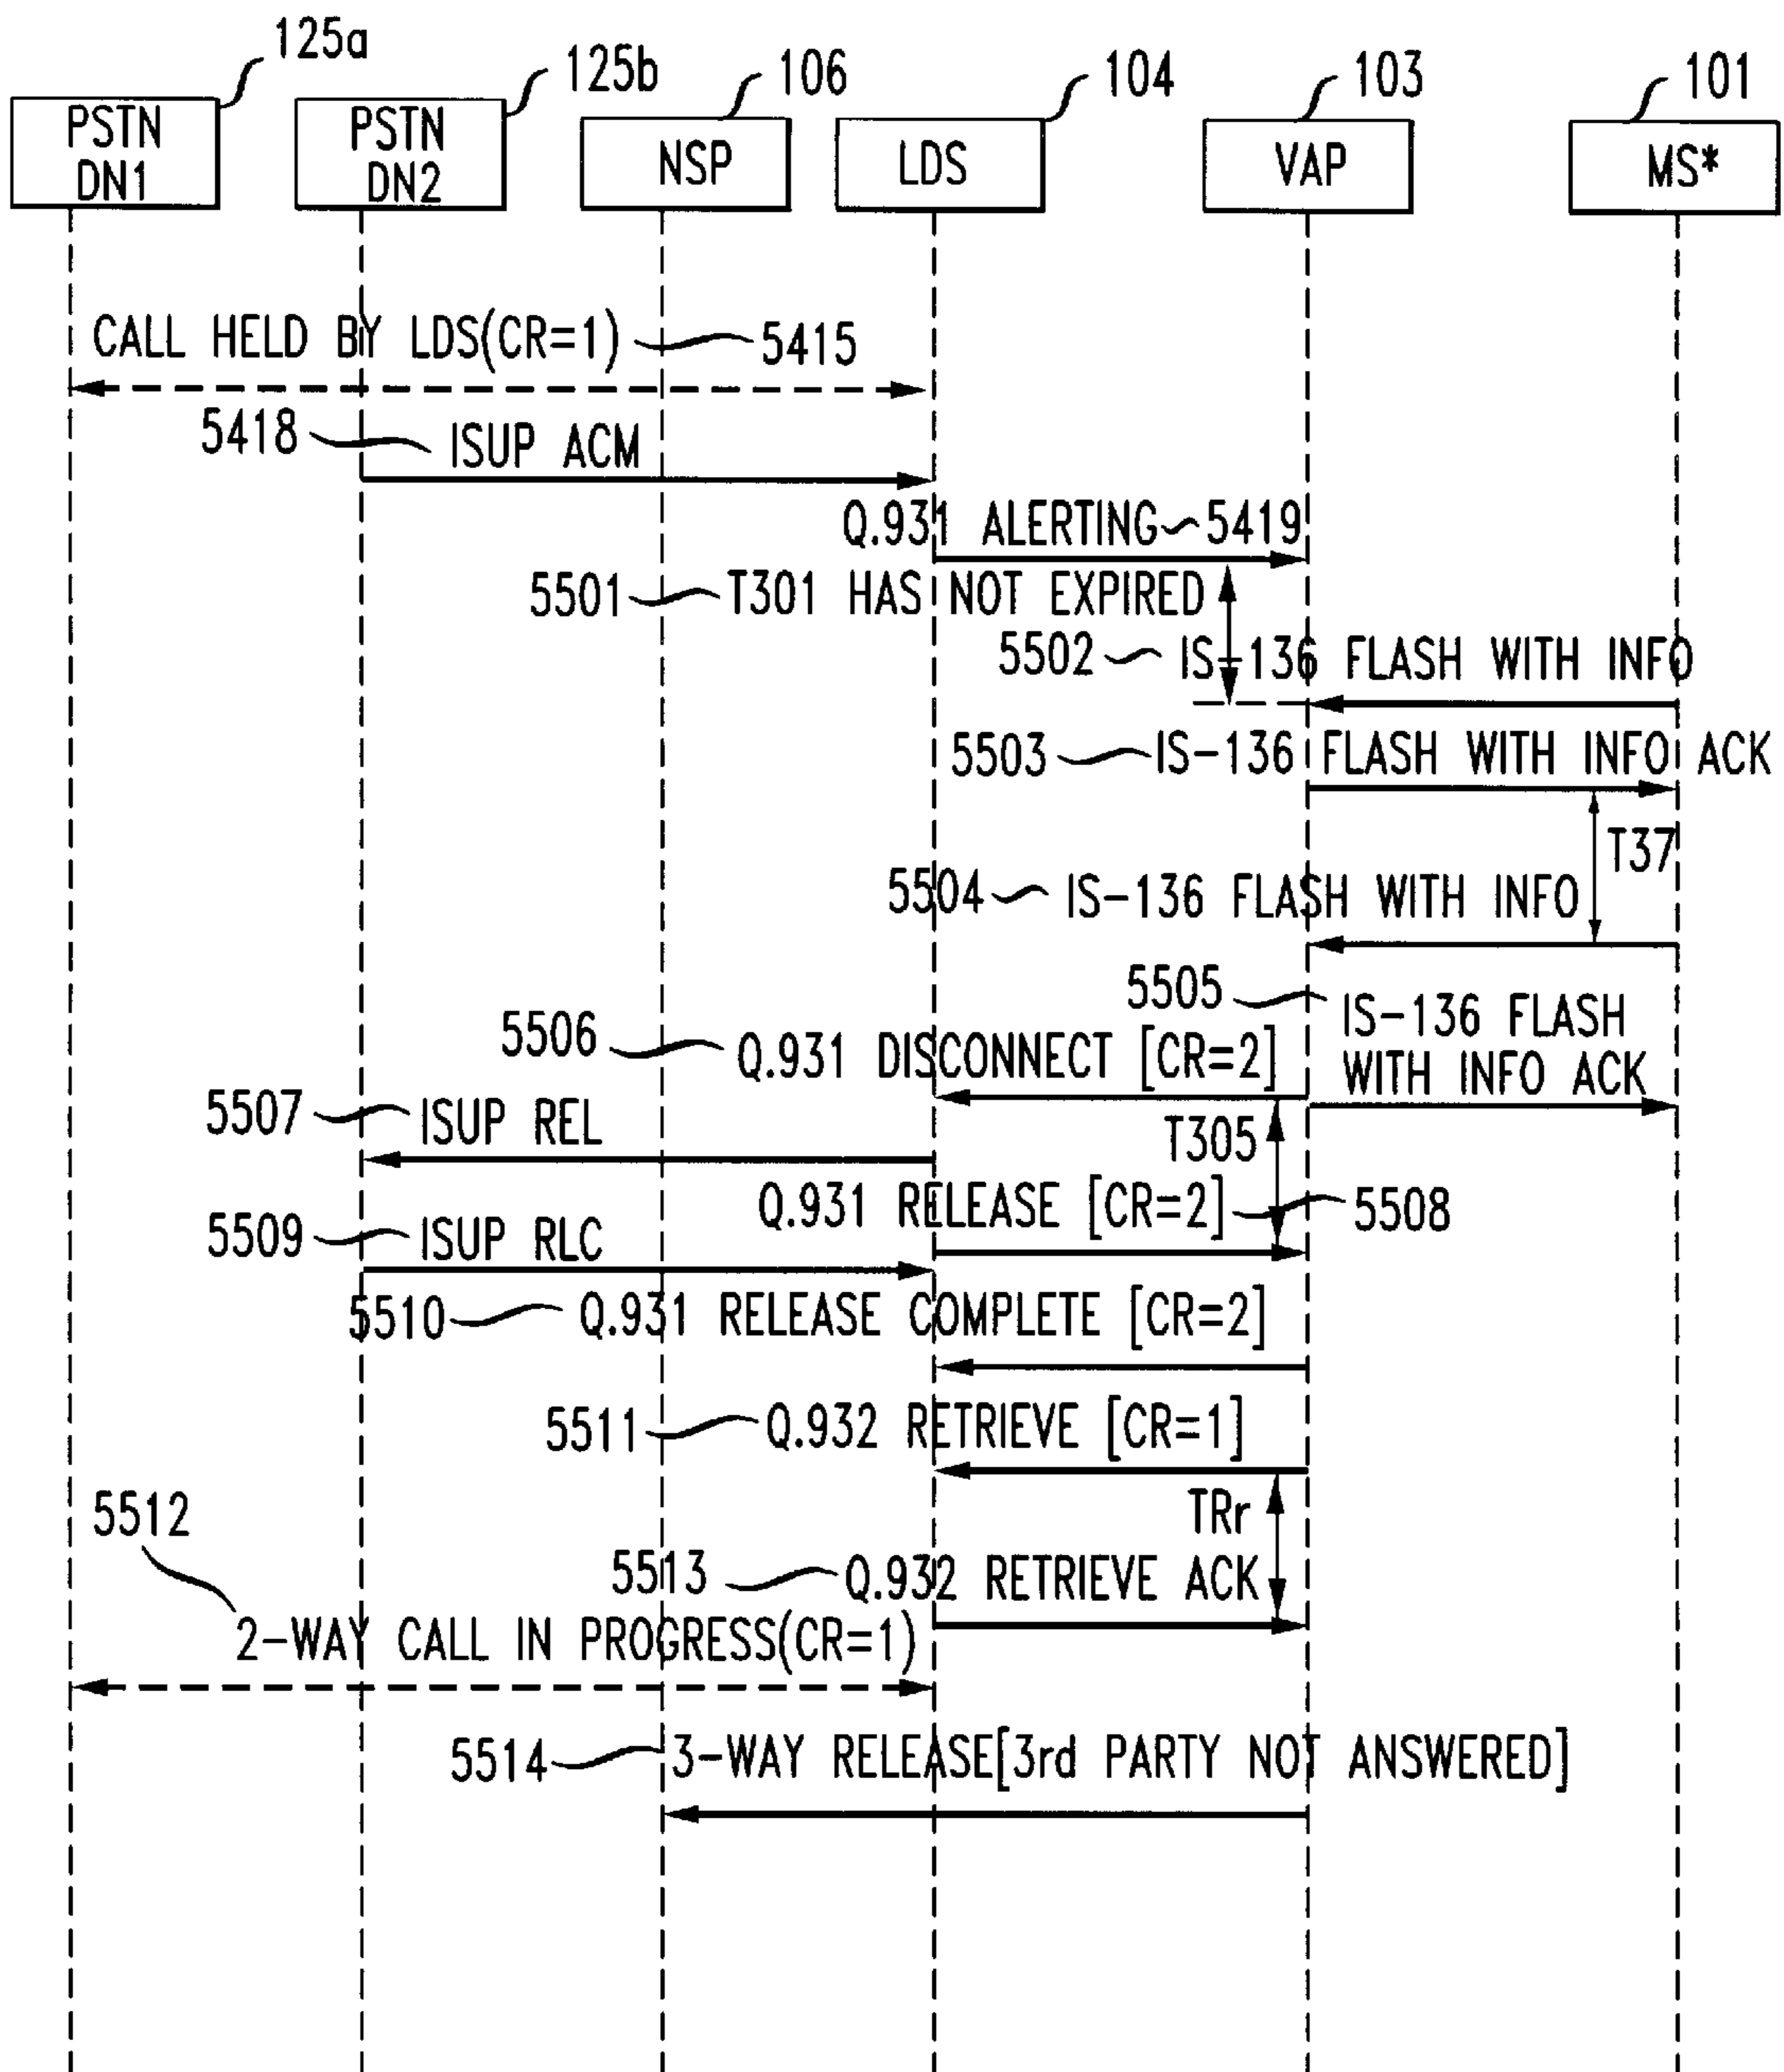 125a
125b
106
104
103
101
PSTN
DN1
PSTN
DN2
NSP
LDS
VAP
MS*
CALL HELD BY LDS(CR=1)
5415
5418
ISUP ACM
Q.931 ALERTING
5419
5501
T301 HAS NOT EXPIRED
5502
IS-136 FLASH WITH INFO
5503
IS-136 FLASH WITH INFO ACK
T37
5504
IS-136 FLASH WITH INFO
5505
IS-136 FLASH
WITH INFO ACK
5506
Q.931 DISCONNECT [CR=2]
5507
ISUP REL
T305
Q.931 RELEASE [CR=2]
5508
5509
ISUP RLC
5510
Q.931 RELEASE COMPLETE [CR=2]
5511
Q.932 RETRIEVE [CR=1]
5512
TRr
5513
Q.932 RETRIEVE ACK
2-WAY CALL IN PROGRESS(CR=1)
5514
3-WAY RELEASE[3rd PARTY NOT ANSWERED]